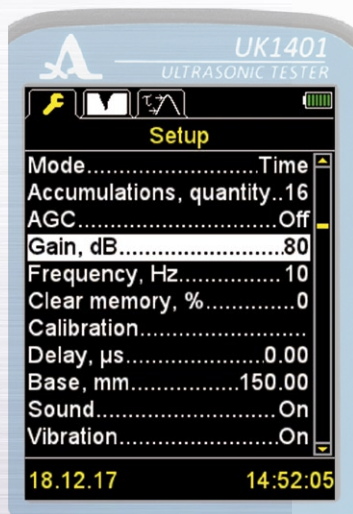 UK1401
ULTRASONIC TESTER
Setup
Mode............................Time
Accumulations, quantity..16
AGC..............................Off
Gain, dB..........................80
Frequency, Hz................10
Clear memory, %.............0
Calibration.......................
Delay, µs.....................0.00
Base, mm................150.00
Sound............................On
Vibration.........................On
18.12.17 14:52:05